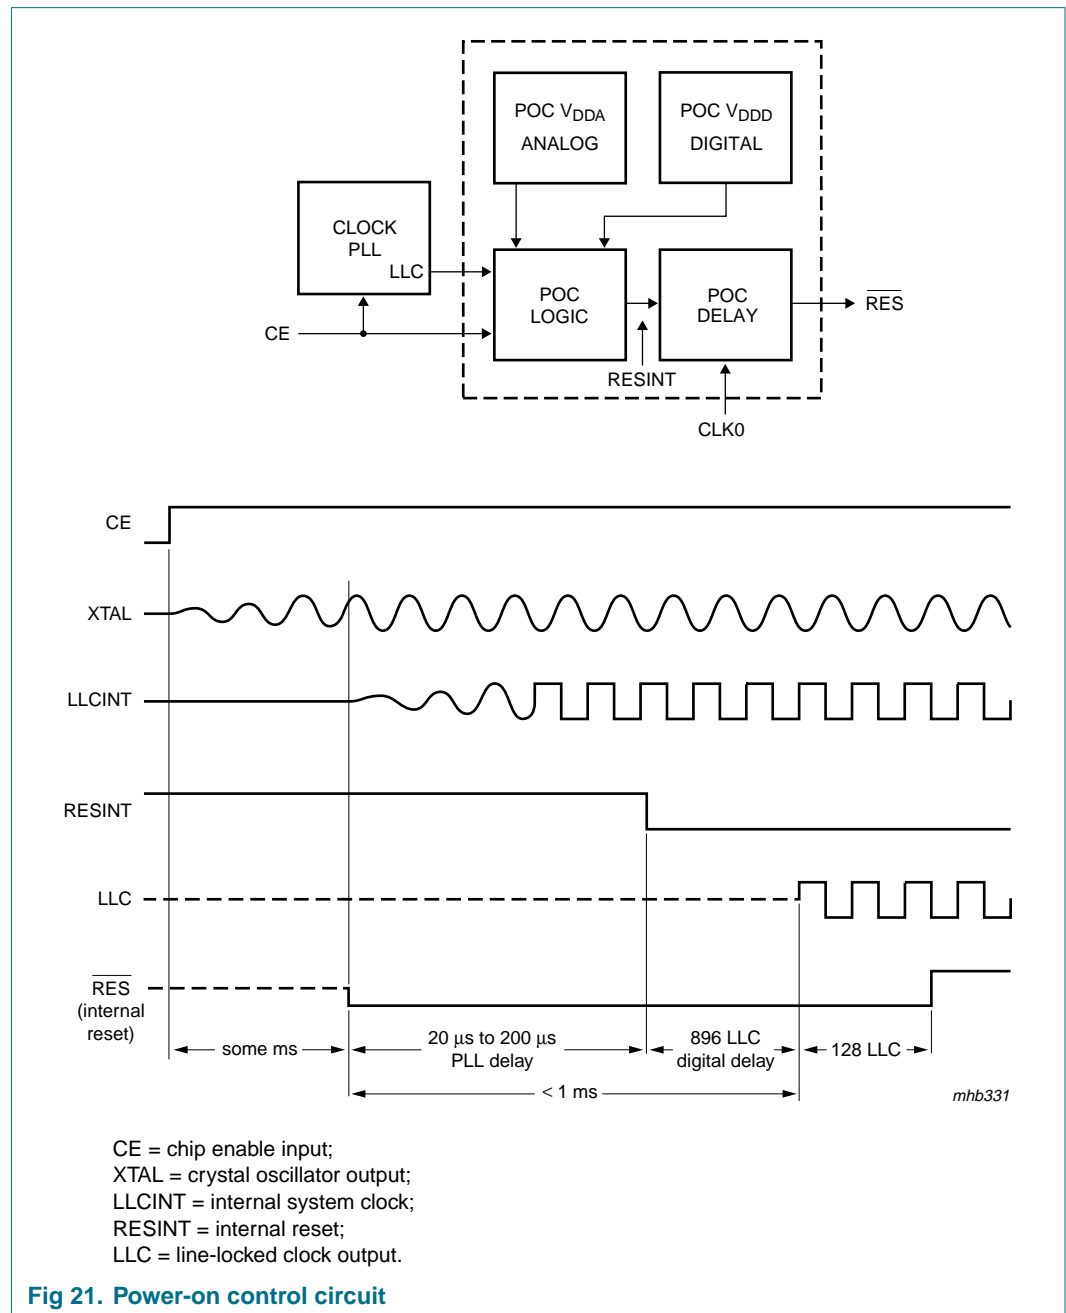 POC VDDA
ANALOG
POC VDDD
DIGITAL
CLOCK
PLL
LLC
POC
LOGIC
POC
DELAY
RES
CE
RESINT
CLK0
CE
XTAL
LLCINT
RESINT
LLC
RES
(internal
reset)
some ms
20 μs to 200 μs
PLL delay
896 LLC
digital delay
128 LLC
< 1 ms
mhb331
CE = chip enable input;
XTAL = crystal oscillator output;
LLCINT = internal system clock;
RESINT = internal reset;
LLC = line-locked clock output.
Fig 21. Power-on control circuit